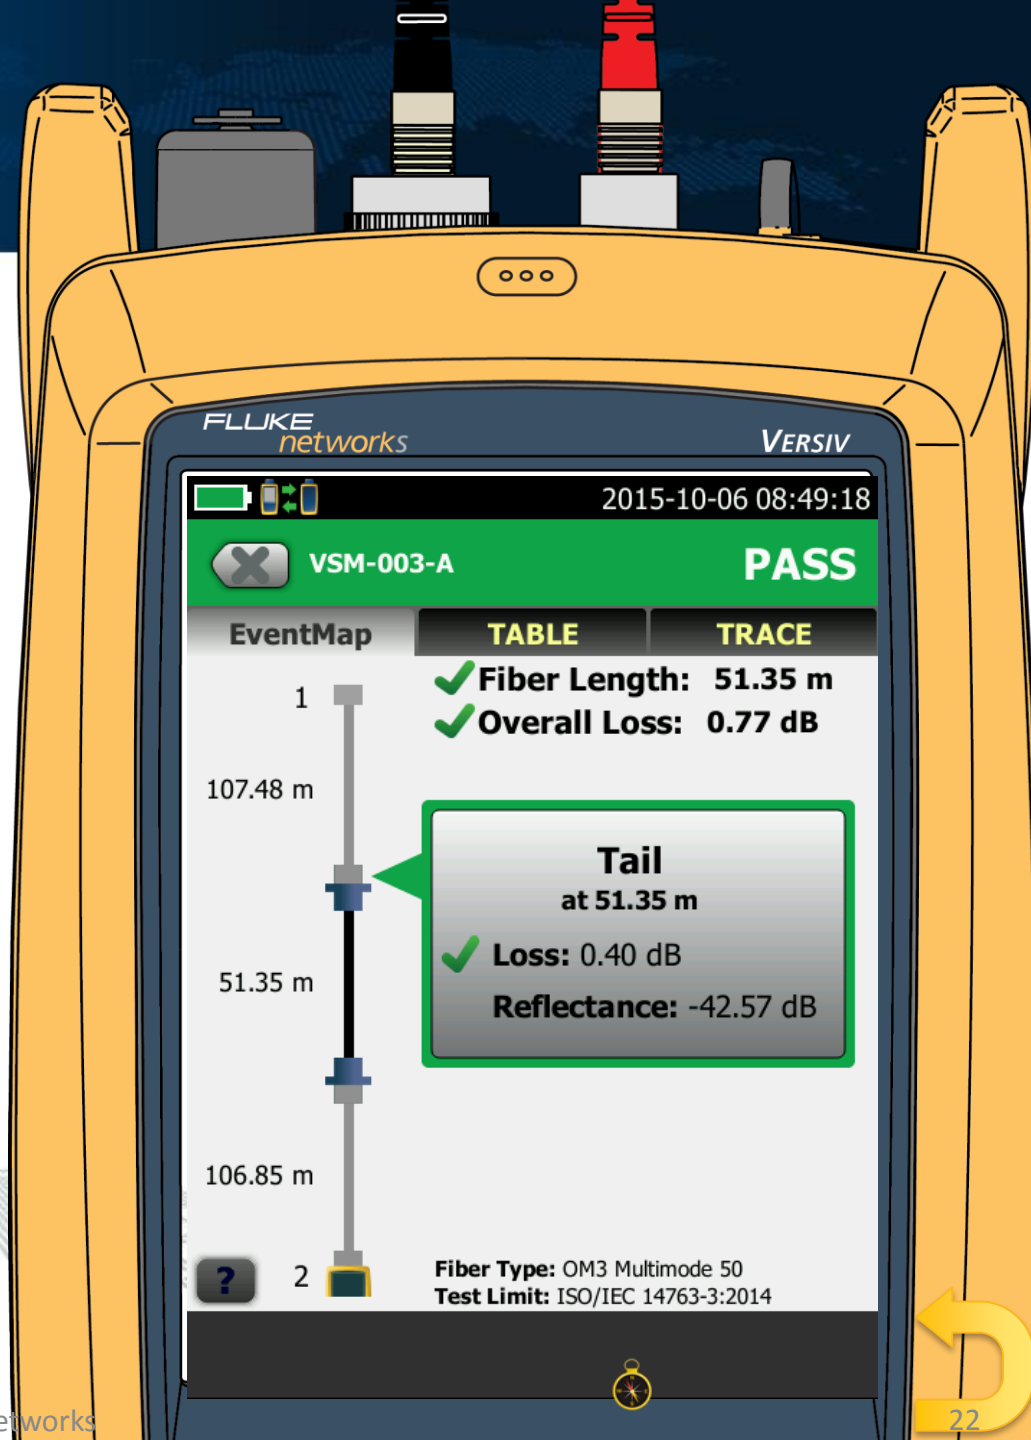 FLUKE
networks
VERSIV
2015-10-06 08:49:18
VSM-003-A
PASS
EventMap
TABLE
TRACE
Fiber Length: 51.35 m
Overall Loss: 0.77 dB
1
107.48 m
Tail
at 51.35 m
Loss: 0.40 dB
Reflectance: -42.57 dB
51.35 m
106.85 m
?
2
Fiber Type: OM3 Multimode 50
Test Limit: ISO/IEC 14763-3:2014
22